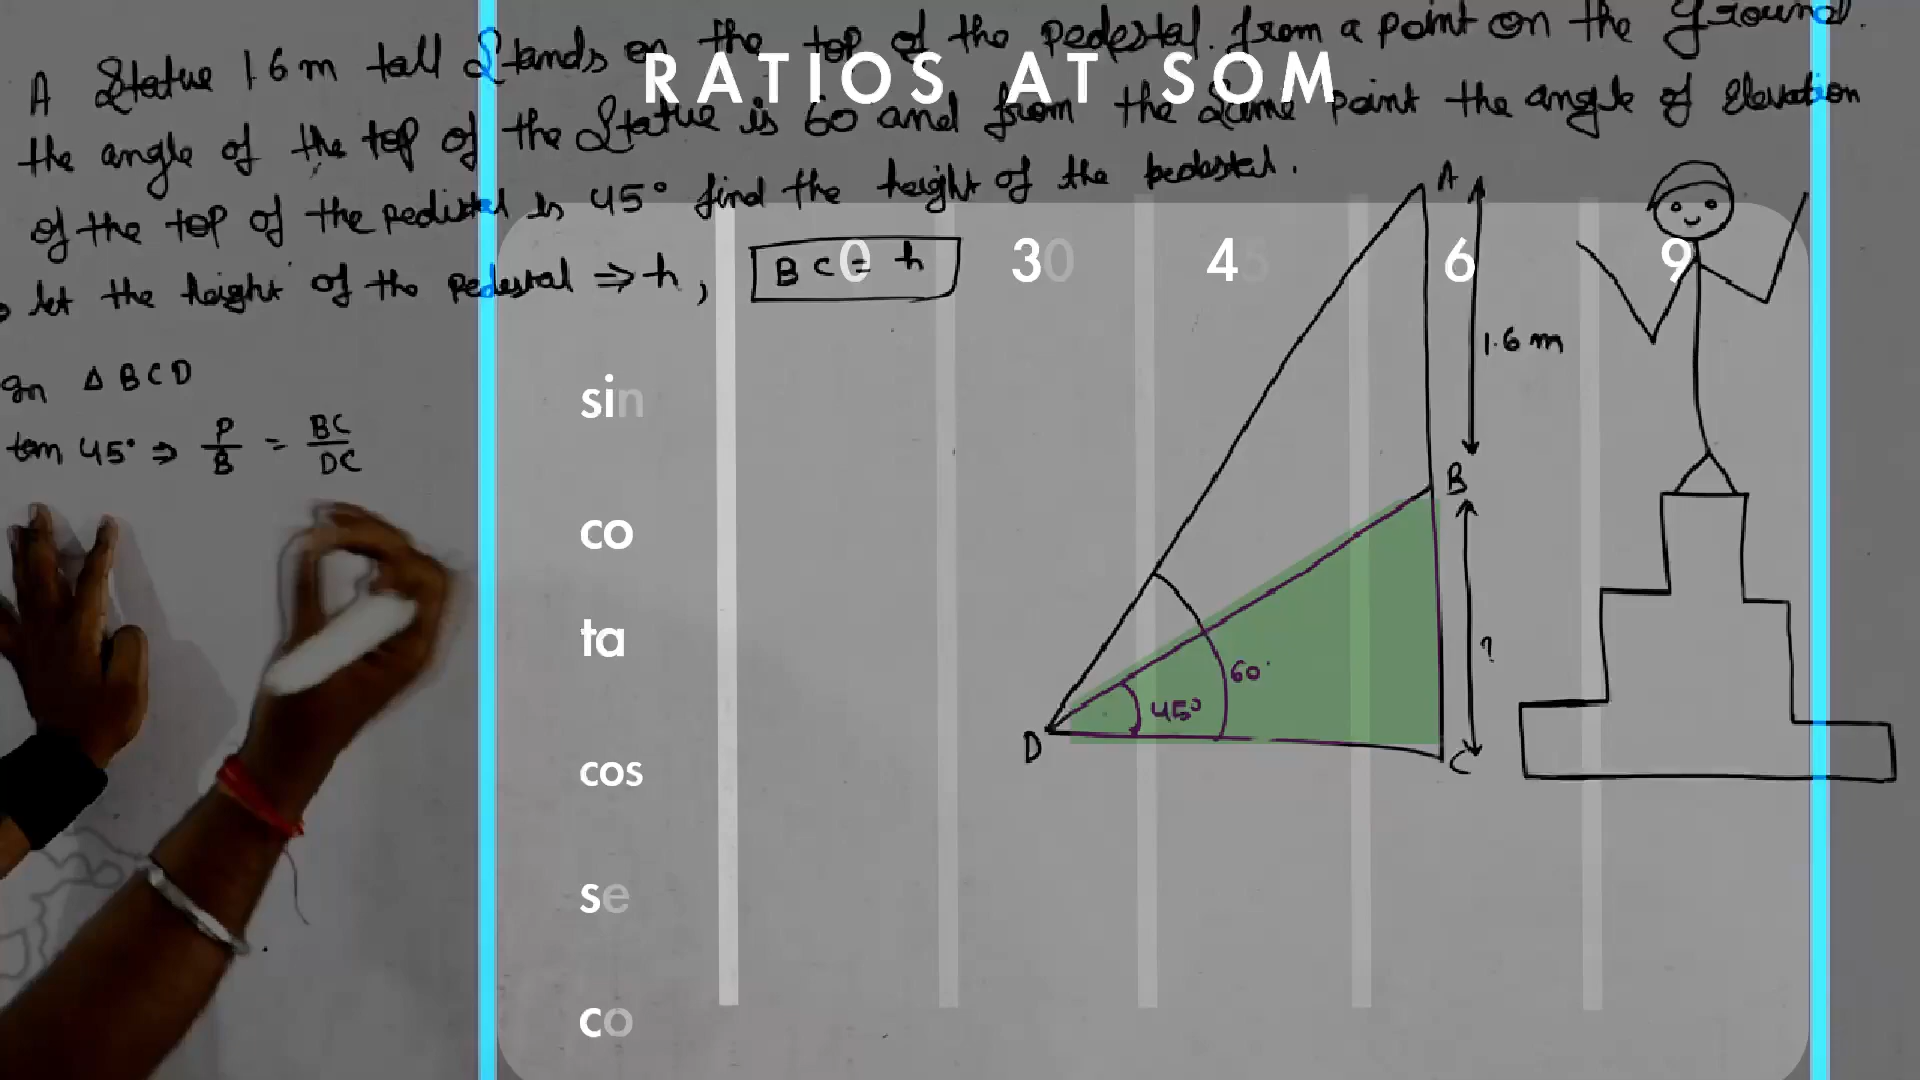 A Statue 1.6 m tall Stands on the top of the pedestal. from a point on the ground.
RATIOS AT SOM
the angle of the top of the Statue is 60 and from the Same point the angle of Elevation
of the top of the pedistal is 45° find the height of the pedestal.
let the height of the pedestal ⇒ h, BC = h
0 30 45 6 9
In Δ BCD
tan 45° ⇒ P/B = BC/DC
sin
co
ta
cos
se
co
A
1.6 m
B
60°
45°
?
D
C